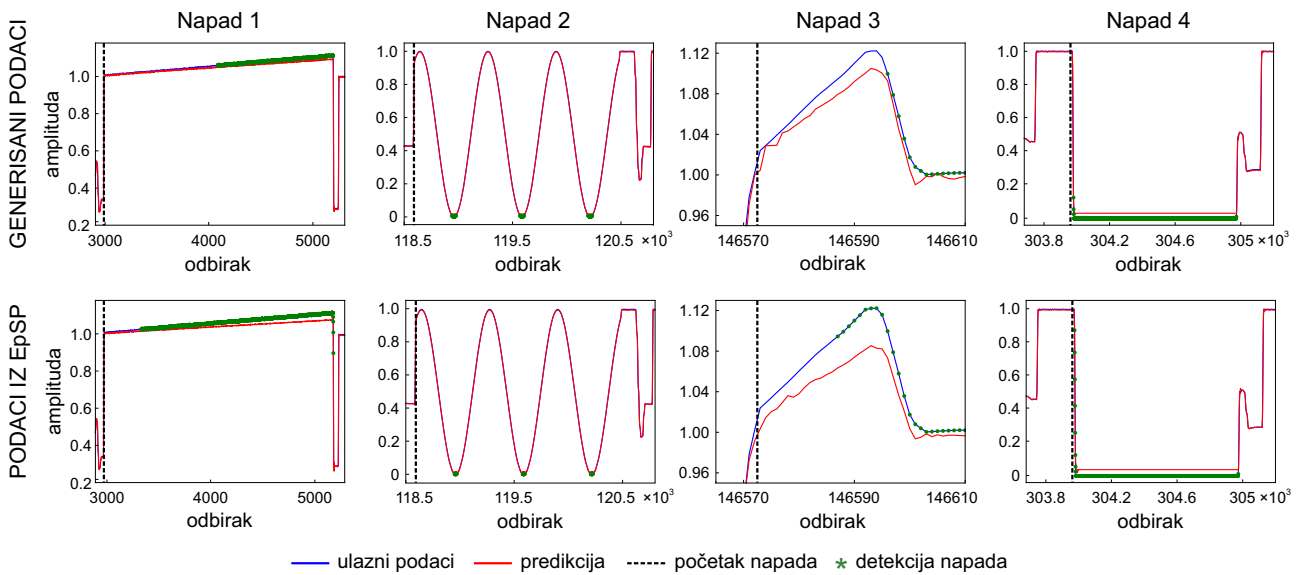 Napad 1 Napad 2 Napad 3 Napad 4
GENERISANI PODACI
amplituda
1.0
0.8
0.6
0.4
0.2
3000 4000 5000
odbirak
1.0
0.8
0.6
0.4
0.2
0
118.5 119.5 120.5 ×10³
odbirak
1.12
1.08
1.04
1.00
0.96
146570 146590 146610
odbirak
1.0
0.8
0.6
0.4
0.2
0
303.8 304.2 304.6 305 ×10³
odbirak
PODACI IZ EpSP
amplituda
1.0
0.8
0.6
0.4
0.2
3000 4000 5000
odbirak
1.0
0.8
0.6
0.4
0.2
0
118.5 119.5 120.5 ×10³
odbirak
1.12
1.08
1.04
1.00
0.96
146570 146590 146610
odbirak
1.0
0.8
0.6
0.4
0.2
0
303.8 304.2 304.6 305 ×10³
odbirak
ulazni podaci predikcija početak napada detekcija napada